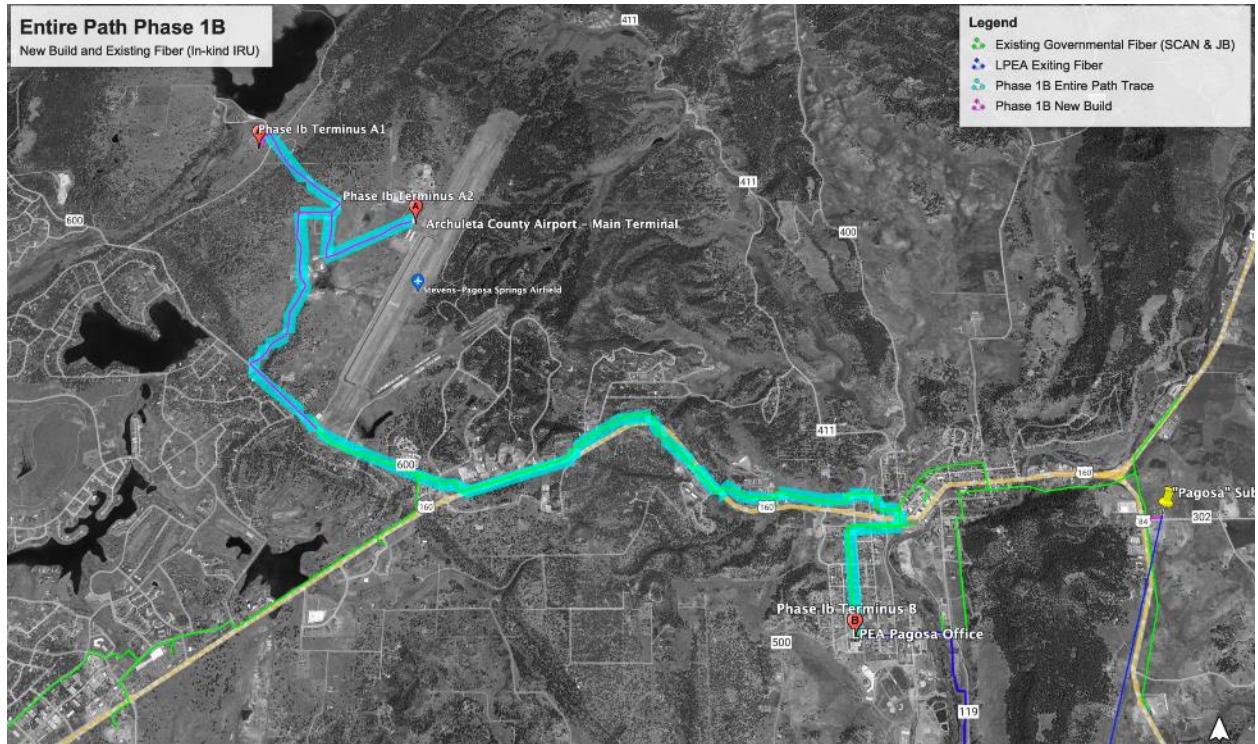 Entire Path Phase 1B
New Build and Existing Fiber (In-kind IRU)
Legend
Existing Governmental Fiber (SCAN & JB)
LPEA Exiting Fiber
Phase 1B Entire Path Trace
Phase 1B New Build
411
Phase Ib Terminus A1
411
Phase Ib Terminus A2
A
Archuleta County Airport - Main Terminal
600
400
Stevens-Pagosa Springs Airfield
411
600
160
160
160
"Pagosa" Sub
84
302
Phase Ib Terminus B
B
LPEA Pagosa Office
500
119